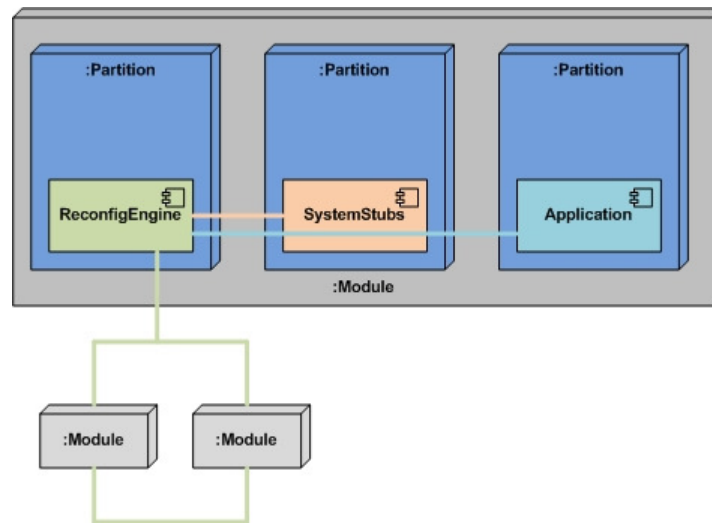 :Partition
:Partition
:Partition
ReconfigEngine
SystemStubs
Application
:Module
:Module
:Module